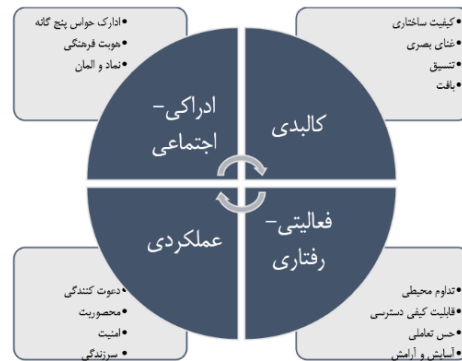 •کیفیت ساختاری
•غنای بصری
•تنسیق
•بافت
•ادارک حواس پنج گانه
•هویت فرهنگی
•نماد و المان
کالبدی
ادراکی-
اجتماعی
فعالیتی-
رفتاری
عملکردی
•تداوم محیطی
•قابلیت کیفی دسترسی
•حس تعاملی
•آسایش و آرامش
•دعوت کنندگی
•محصوریت
•امنیت
•سرزندگی